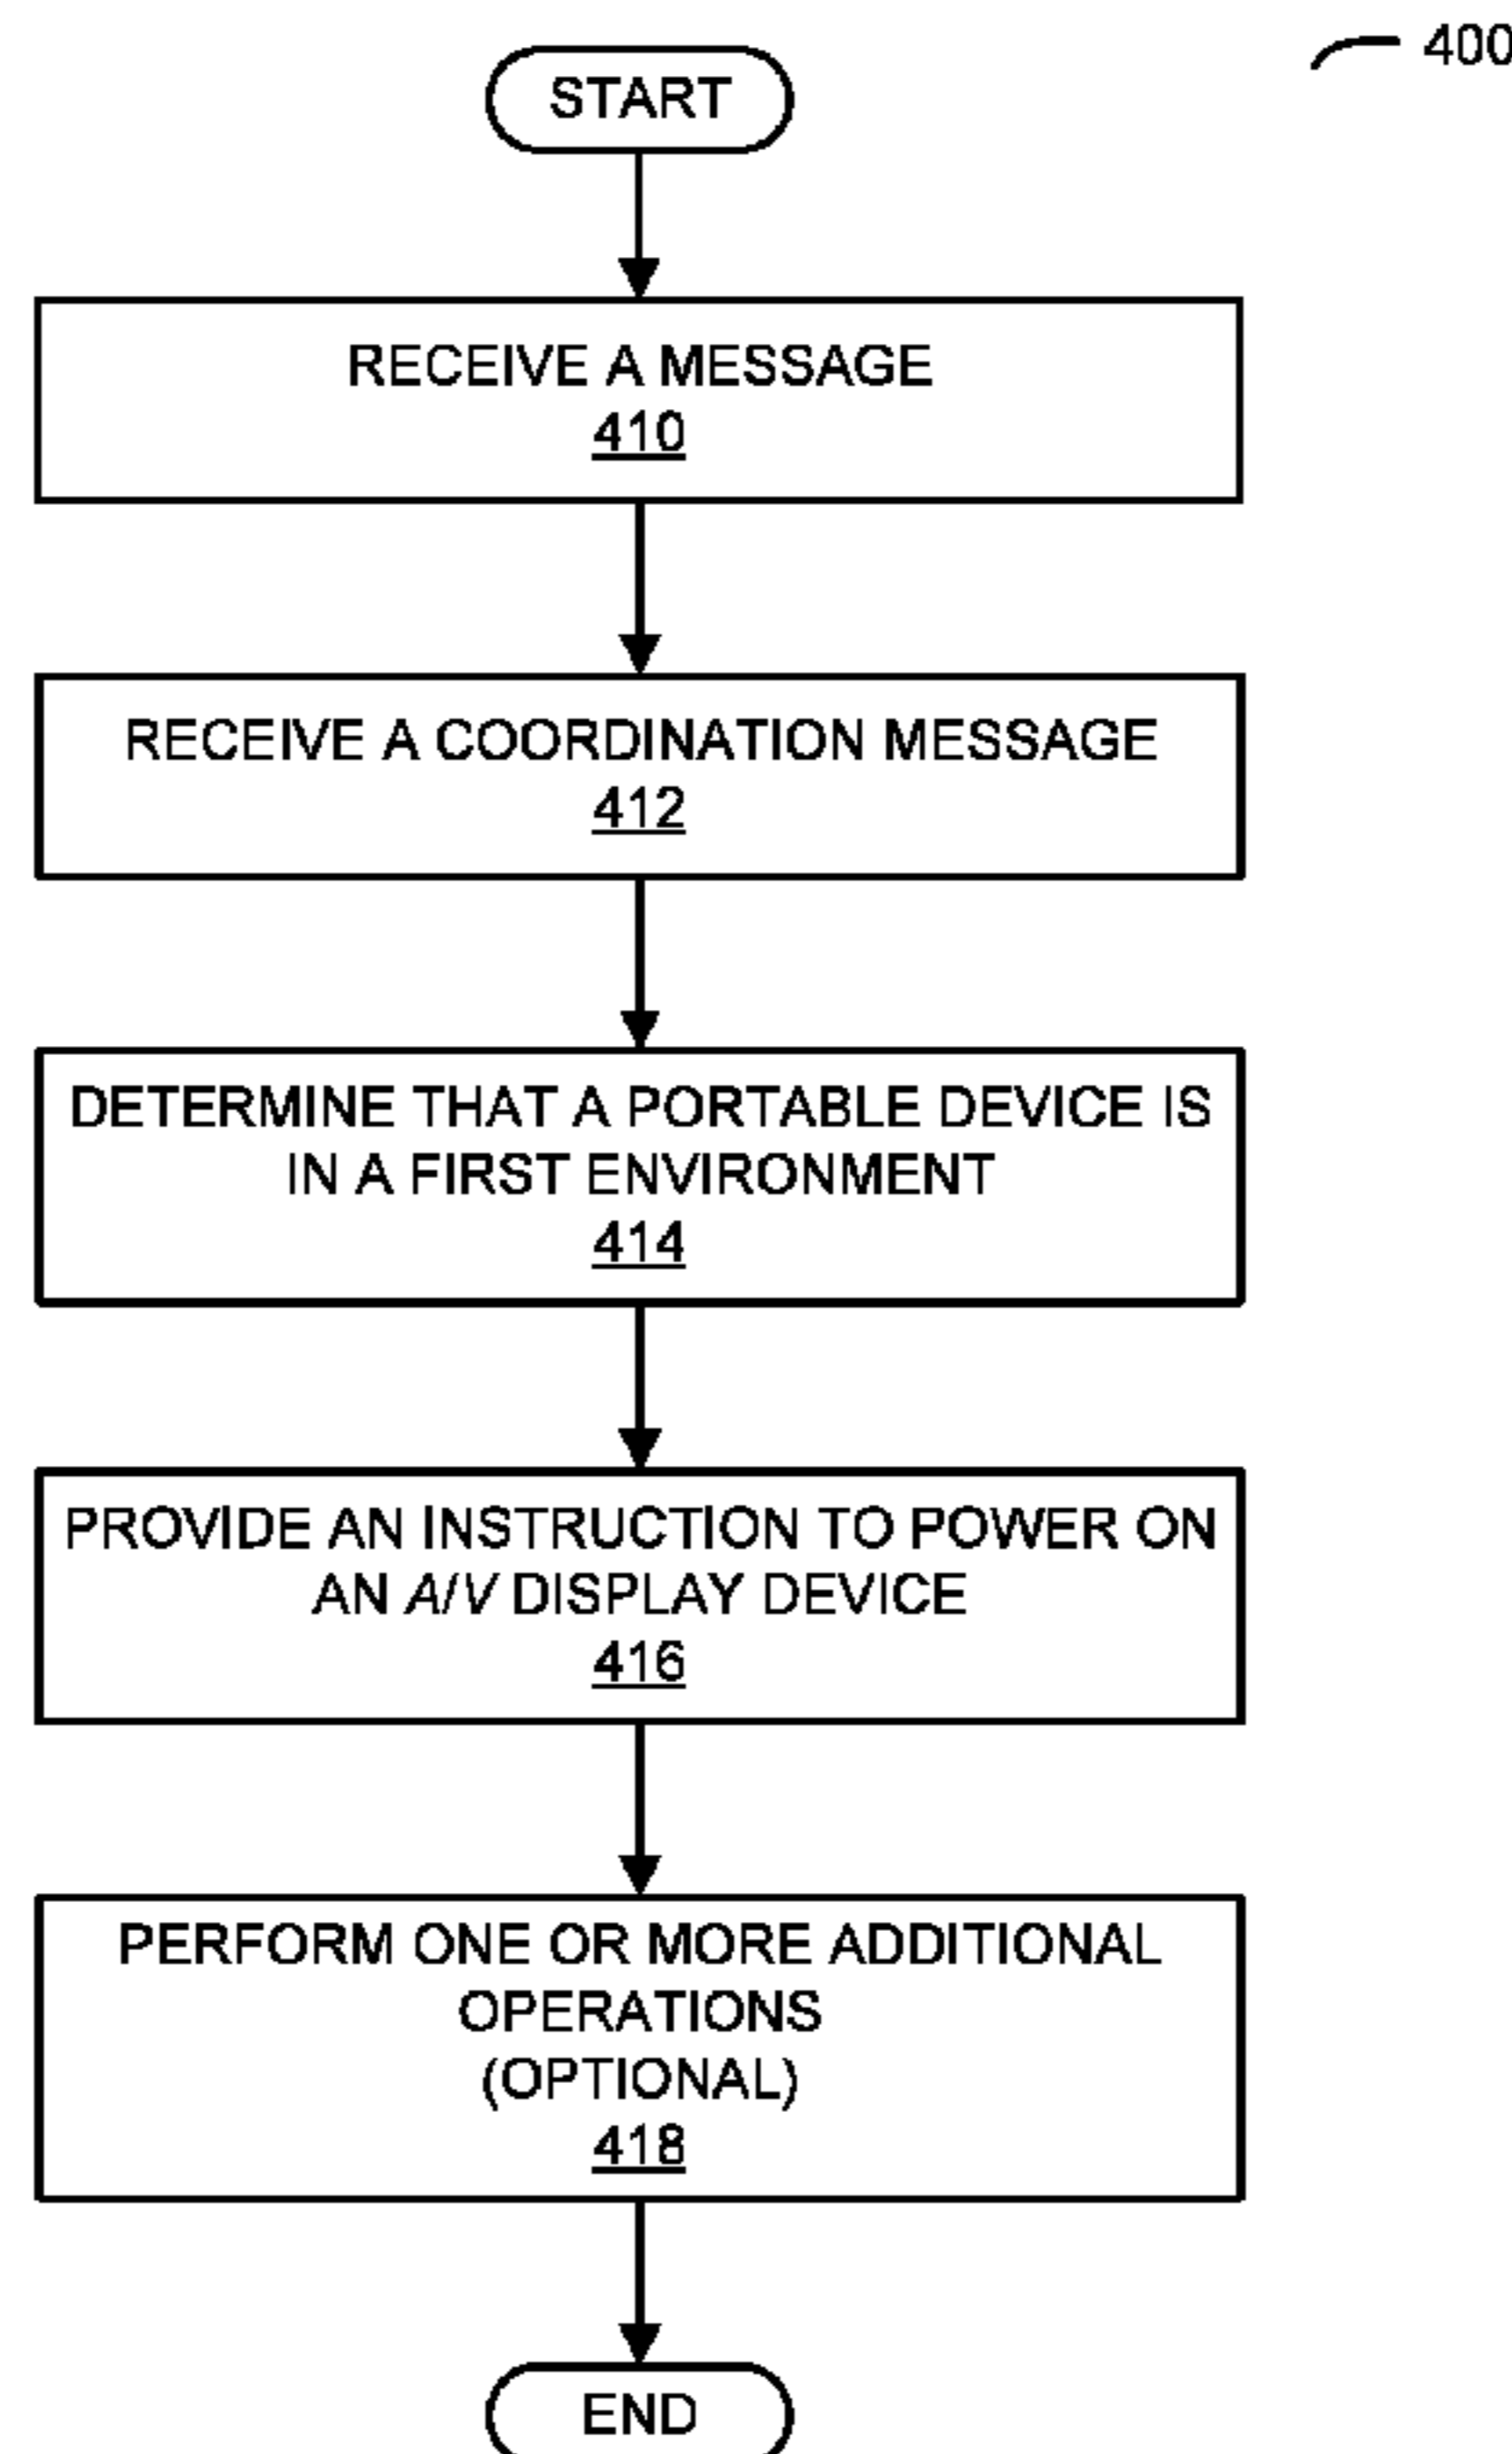 400
START
RECEIVE A MESSAGE
410
RECEIVE A COORDINATION MESSAGE
412
DETERMINE THAT A PORTABLE DEVICE IS
IN A FIRST ENVIRONMENT
414
PROVIDE AN INSTRUCTION TO POWER ON
AN A/V DISPLAY DEVICE
416
PERFORM ONE OR MORE ADDITIONAL
OPERATIONS
(OPTIONAL)
418
END